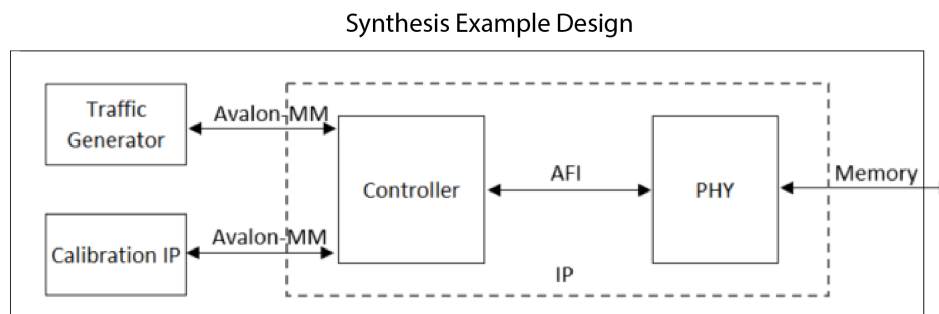 Synthesis Example Design
Traffic
Generator
Avalon-MM
Controller
AFI
PHY
Memory
Calibration IP
Avalon-MM
IP